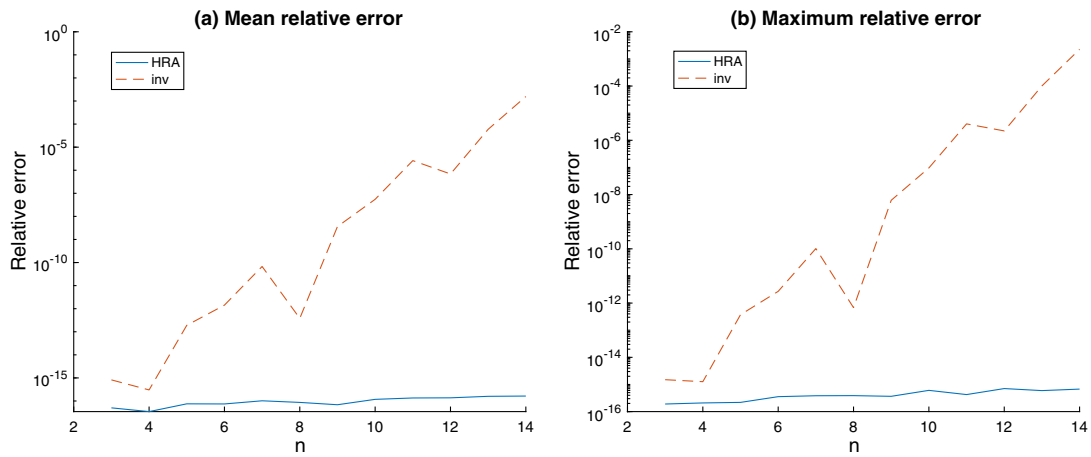 (a) Mean relative error
10^0
10^-5
10^-10
10^-15
Relative error
HRA
inv
2 4 6 8 10 12 14
n
(b) Maximum relative error
10^-2
10^-4
10^-6
10^-8
10^-10
10^-12
10^-14
10^-16
Relative error
HRA
inv
2 4 6 8 10 12 14
n